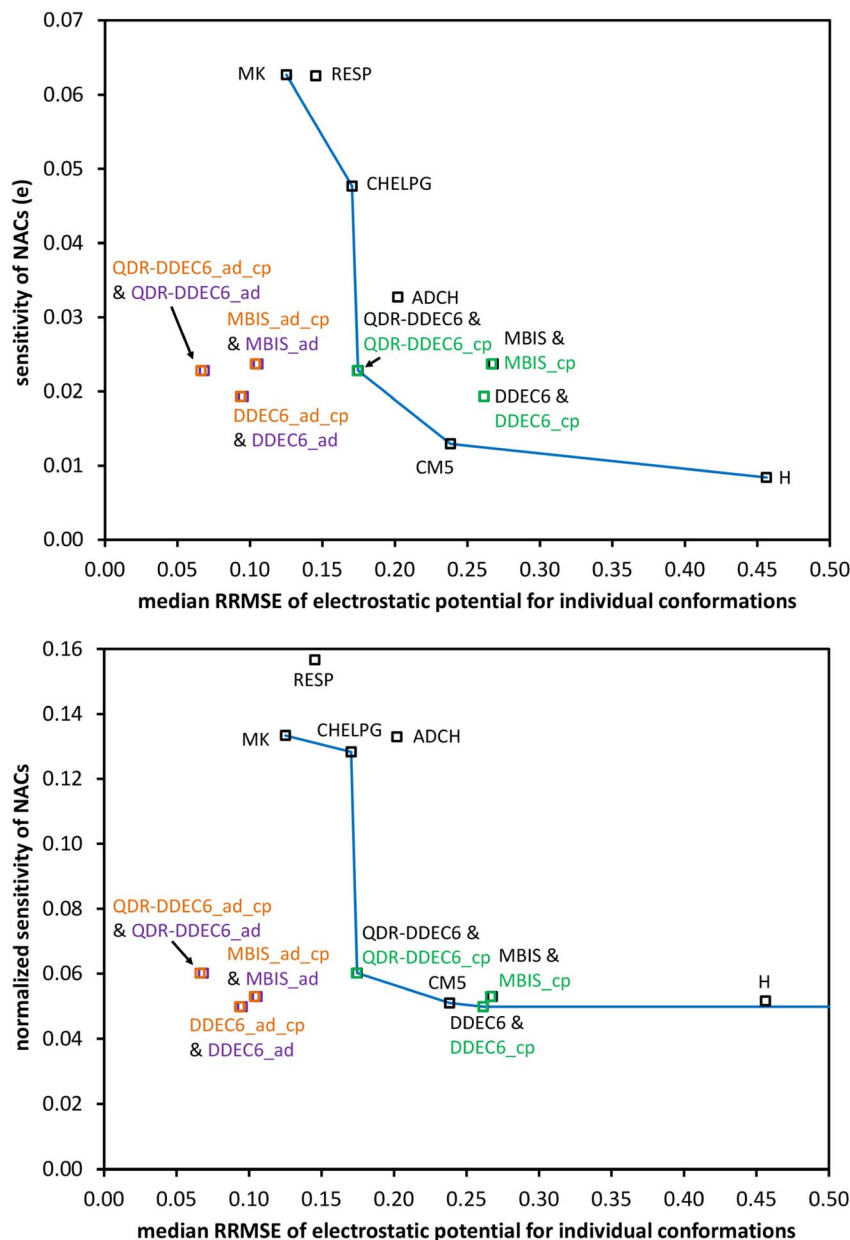 0.07
0.06
0.05
0.04
0.03
0.02
0.01
0.00
sensitivity of NACs (e)
MK
RESP
CHELPG
QDR-DDEC6_ad_cp
& QDR-DDEC6_ad
ADCH
MBIS_ad_cp
& MBIS_ad
QDR-DDEC6 &
QDR-DDEC6_cp
MBIS &
MBIS_cp
DDEC6_ad_cp
& DDEC6_ad
DDEC6 &
DDEC6_cp
CM5
H
0.00 0.05 0.10 0.15 0.20 0.25 0.30 0.35 0.40 0.45 0.50
median RRMSE of electrostatic potential for individual conformations
0.16
0.14
0.12
0.10
0.08
0.06
0.04
0.02
0.00
normalized sensitivity of NACs
RESP
MK
CHELPG
ADCH
QDR-DDEC6_ad_cp
& QDR-DDEC6_ad
MBIS_ad_cp
& MBIS_ad
QDR-DDEC6 &
QDR-DDEC6_cp
MBIS &
MBIS_cp
CM5
H
DDEC6_ad_cp
& DDEC6_ad
DDEC6 &
DDEC6_cp
0.00 0.05 0.10 0.15 0.20 0.25 0.30 0.35 0.40 0.45 0.50
median RRMSE of electrostatic potential for individual conformations